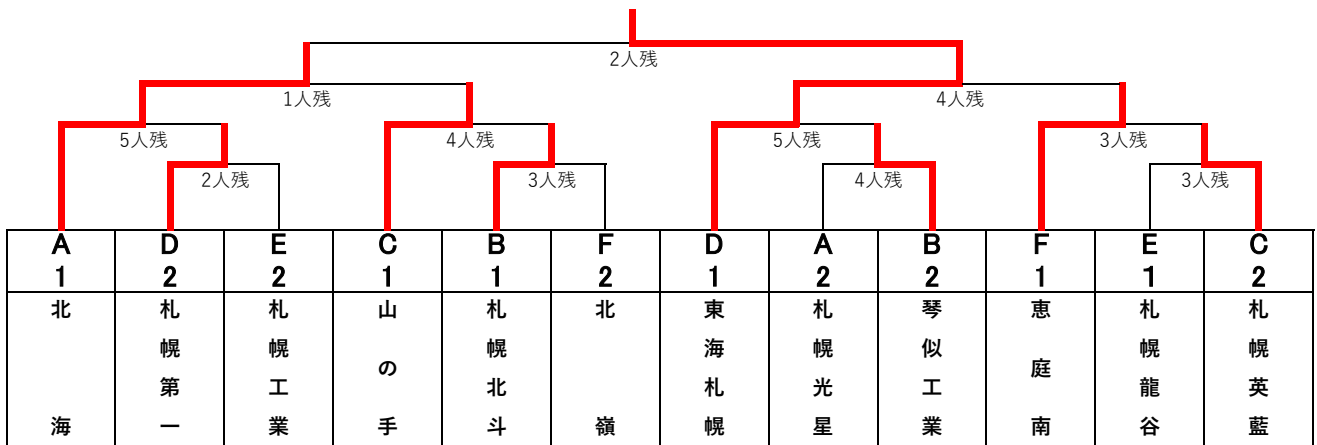 2人残
1人残
4人残
5人残
4人残
5人残
3人残
2人残
3人残
4人残
3人残
A D E C B F D A B F E C
1 2 2 1 1 2 1 2 2 1 1 2
北海
札幌第一
札幌工業
山の手
札幌北斗
北嶺
東海札幌
札幌光星
琴似工業
恵庭南
札幌龍谷
札幌英藍